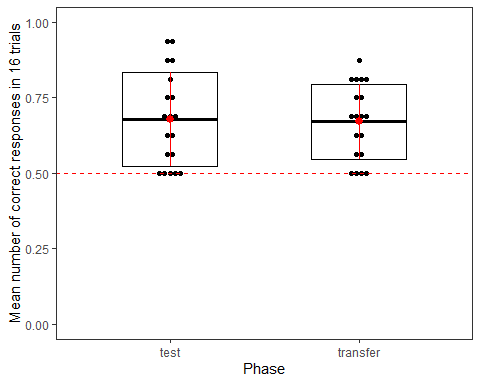 Mean number of correct responses in 16 trials
1.00
0.75
0.50
0.25
0.00
test transfer
Phase